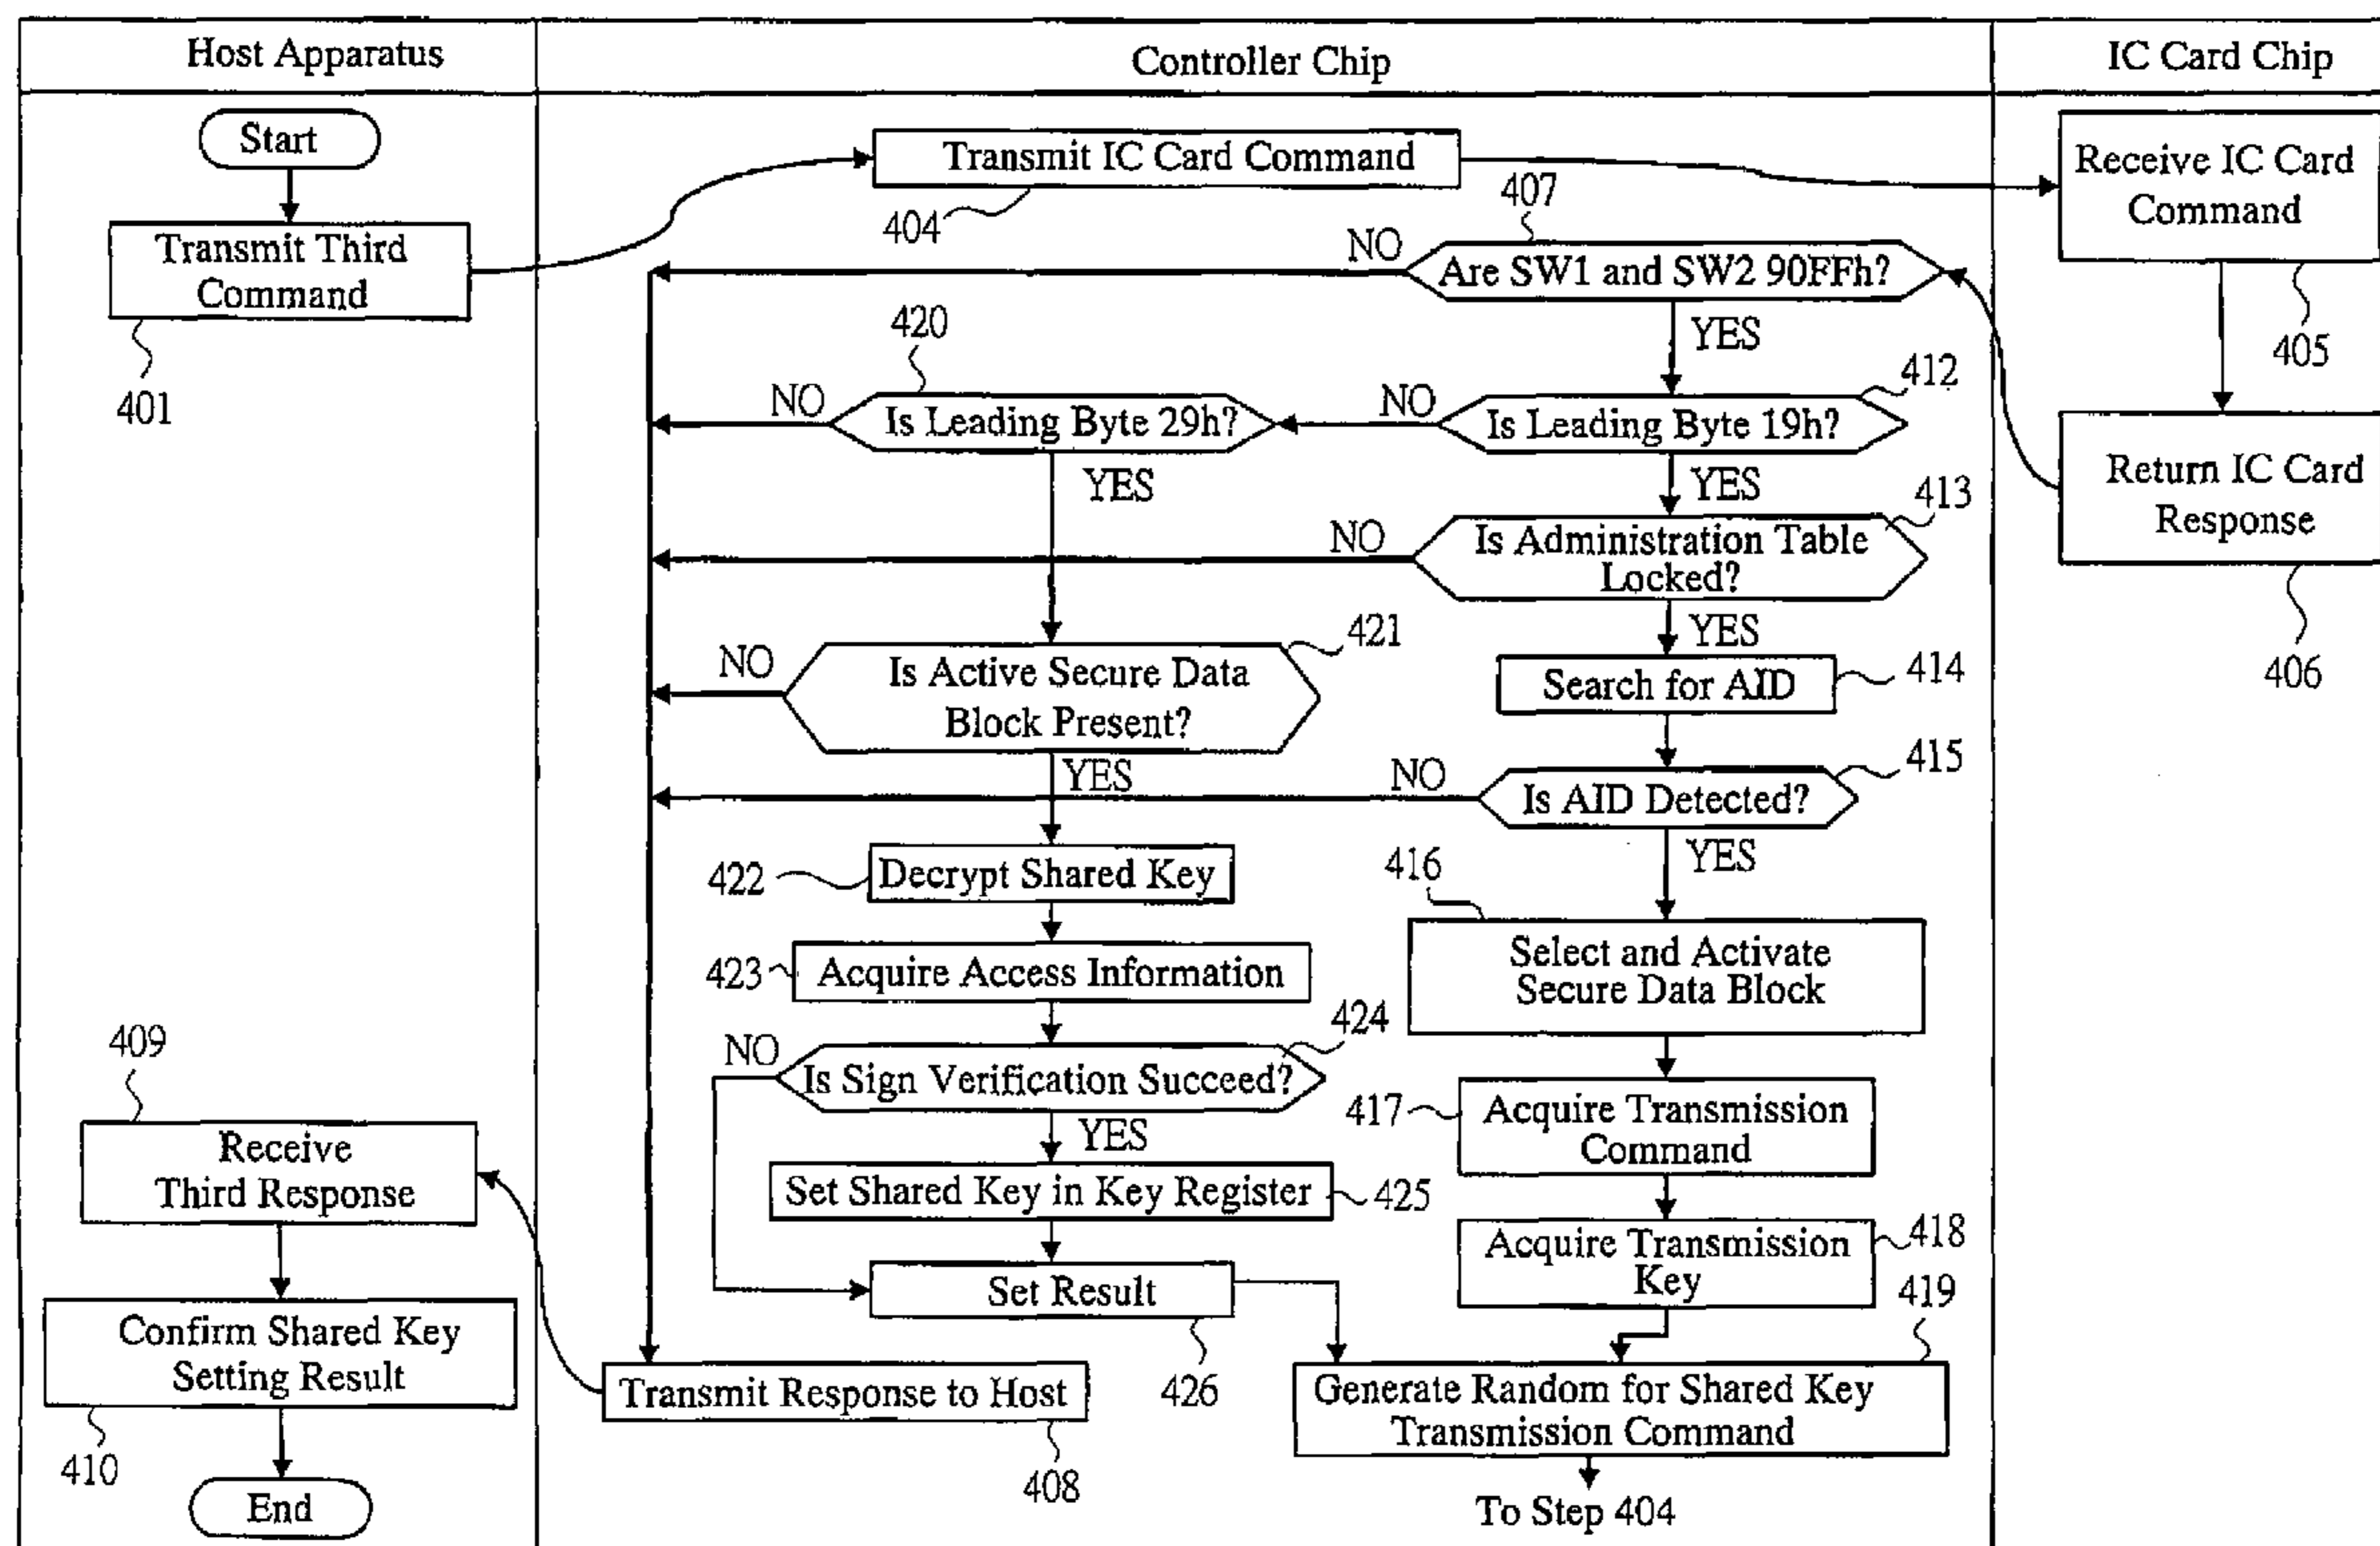 Host Apparatus
Controller Chip
IC Card Chip
Start
Transmit Third
Command
401
Transmit IC Card Command
404
Receive IC Card
Command
405
Return IC Card
Response
406
407
Are SW1 and SW2 90FFh?
NO
YES
412
Is Leading Byte 19h?
NO
YES
420
Is Leading Byte 29h?
NO
YES
413
Is Administration Table
Locked?
NO
YES
421
Is Active Secure Data
Block Present?
NO
YES
Search for AID
414
415
Is AID Detected?
NO
YES
422
Decrypt Shared Key
416
Select and Activate
Secure Data Block
423
Acquire Access Information
424
Is Sign Verification Succeed?
NO
YES
417
Acquire Transmission
Command
Set Shared Key in Key Register
425
Acquire Transmission
Key
418
Set Result
426
419
Generate Random for Shared Key
Transmission Command
To Step 404
Transmit Response to Host
408
409
Receive
Third Response
Confirm Shared Key
Setting Result
410
End